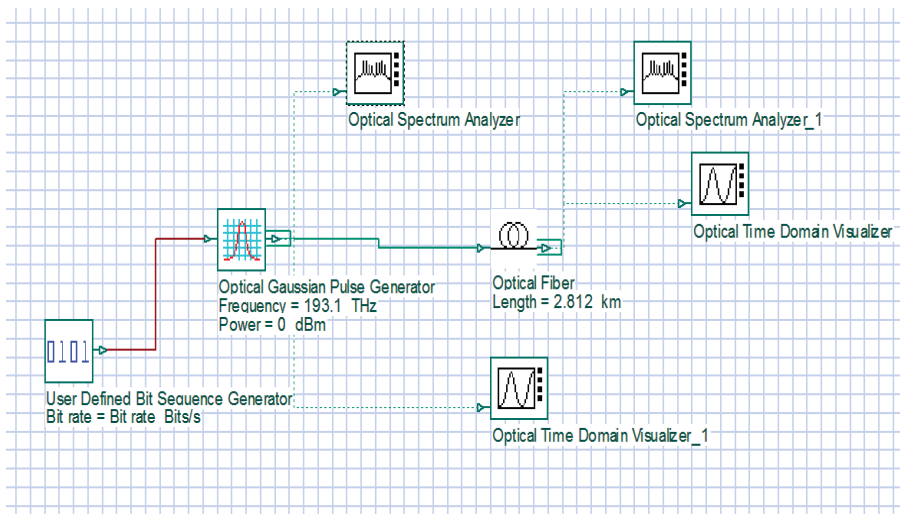 Optical Spectrum Analyzer
Optical Spectrum Analyzer_1
Optical Time Domain Visualizer
Optical Gaussian Pulse Generator
Frequency = 193.1 THz
Power = 0 dBm
Optical Fiber
Length = 2.812 km
0101
User Defined Bit Sequence Generator
Bit rate = Bit rate Bits/s
Optical Time Domain Visualizer_1